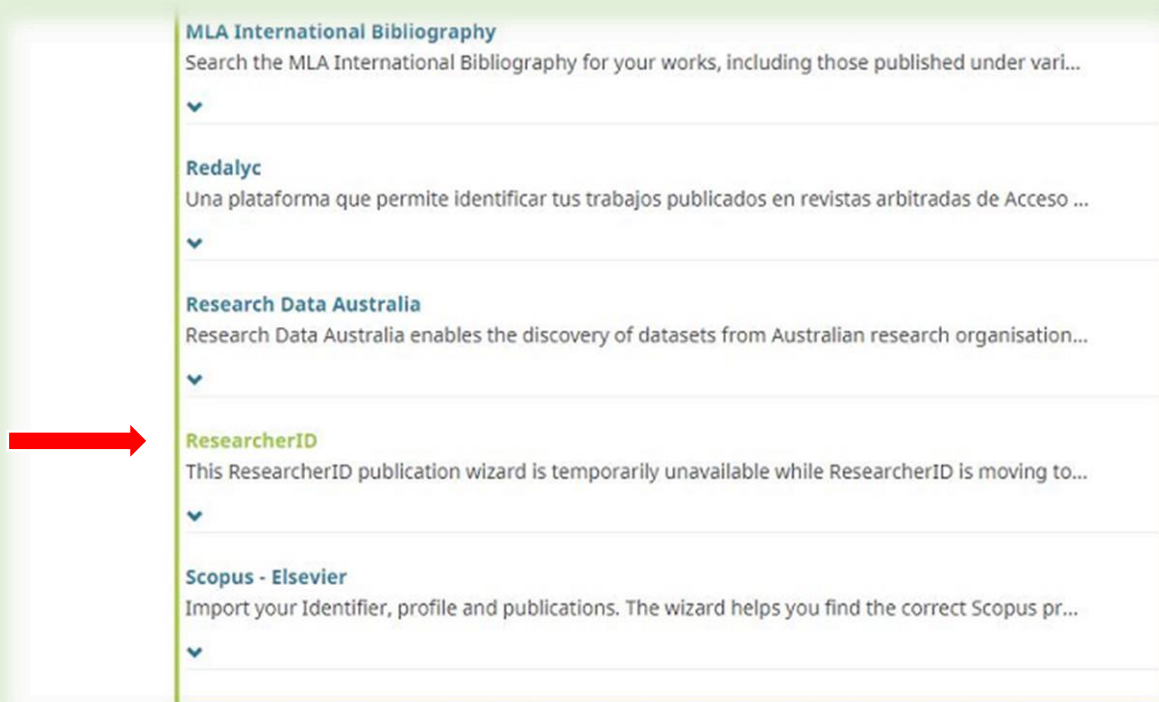 MLA International Bibliography
Search the MLA International Bibliography for your works, including those published under vari...
Redalyc
Una plataforma que permite identificar tus trabajos publicados en revistas arbitradas de Acceso ...
Research Data Australia
Research Data Australia enables the discovery of datasets from Australian research organisation...
ResearcherID
This ResearcherID publication wizard is temporarily unavailable while ResearcherID is moving to...
Scopus - Elsevier
Import your Identifier, profile and publications. The wizard helps you find the correct Scopus pr...